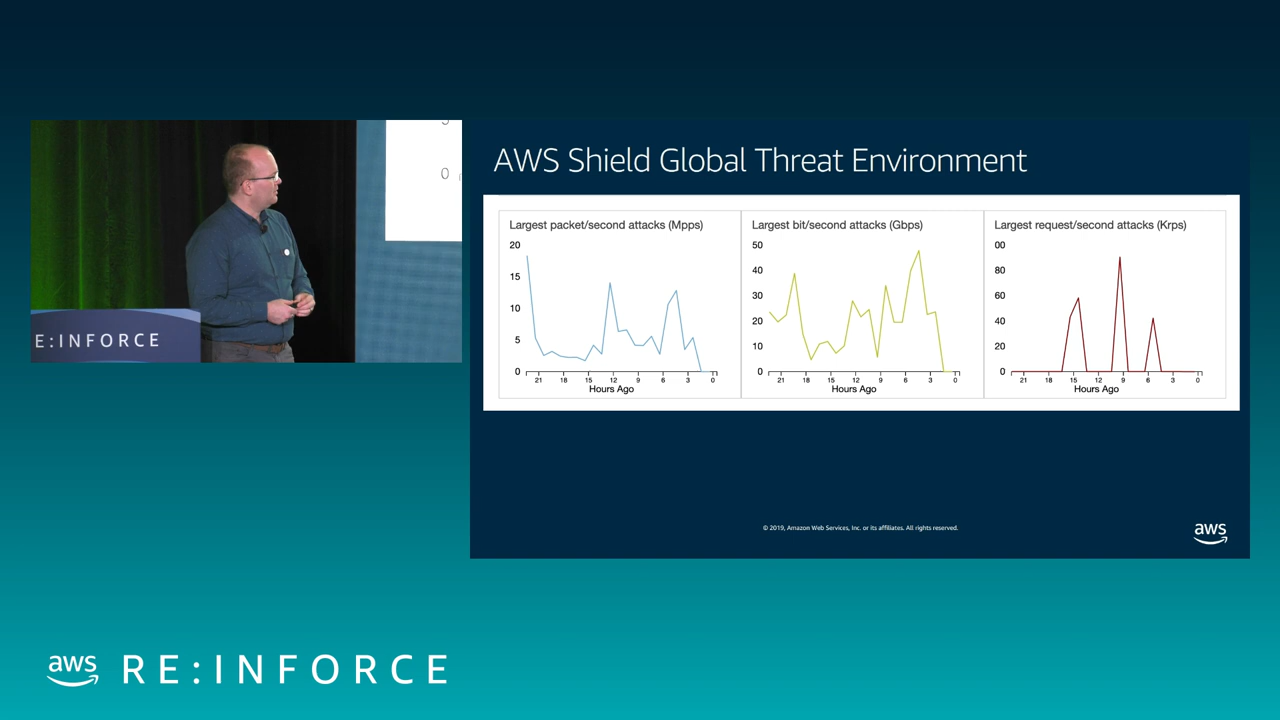 AWS Shield Global Threat Environment
Largest packet/second attacks (Mpps)
20
15
10
5
0
21 18 15 12 9 6 3 0
Hours Ago
Largest bit/second attacks (Gbps)
50
40
30
20
10
0
21 18 15 12 9 6 3 0
Hours Ago
Largest request/second attacks (Krps)
00
80
60
40
20
0
21 18 15 12 9 6 3 0
Hours Ago
0
E:INFORCE
© 2019, Amazon Web Services, Inc. or its affiliates. All rights reserved.
aws
aws RE:INFORCE